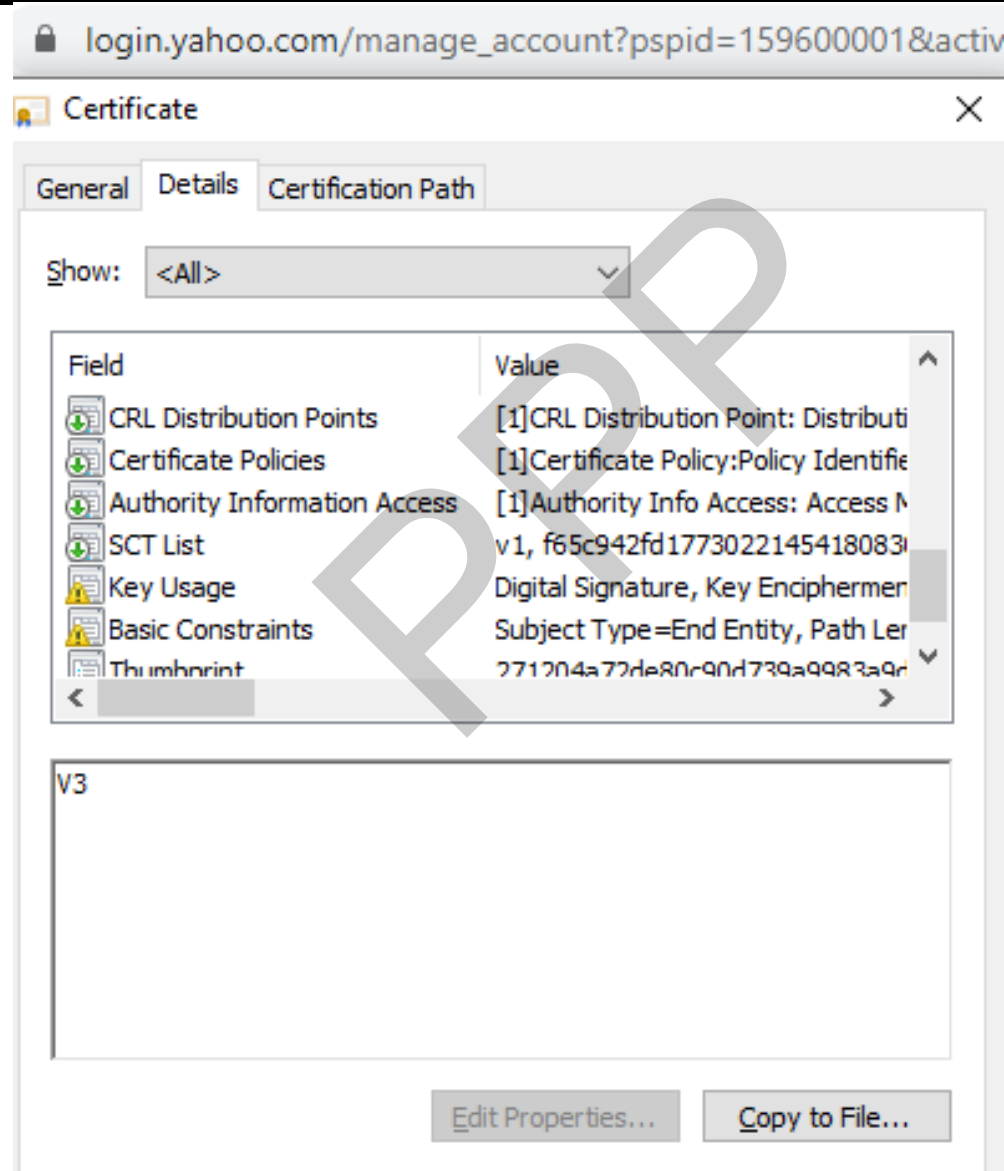 login.yahoo.com/manage_account?pspid=159600001&activ
Certificate
General Details Certification Path
Show: <All>
Field Value
CRL Distribution Points [1]CRL Distribution Point: Distributi
Certificate Policies [1]Certificate Policy:Policy Identifie
Authority Information Access [1]Authority Info Access: Access M
SCT List v1, f65c942fd1773022145418083
Key Usage Digital Signature, Key Enciphermen
Basic Constraints Subject Type=End Entity, Path Len
Thumbprint 271204a72de80c90d739a9983a9d
PPP
V3
Edit Properties... Copy to File...